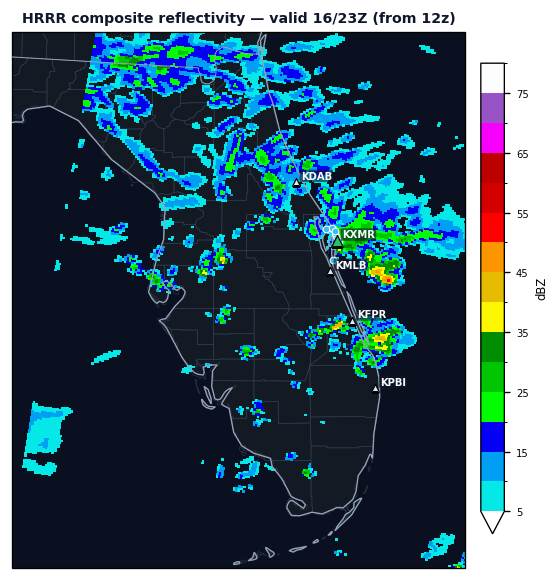 HRRR composite reflectivity — valid 16/23Z (from 12z)
KDAB
KXMR
KMLB
KFPR
KPBI
75
65
55
45
35
25
15
5
dBZ